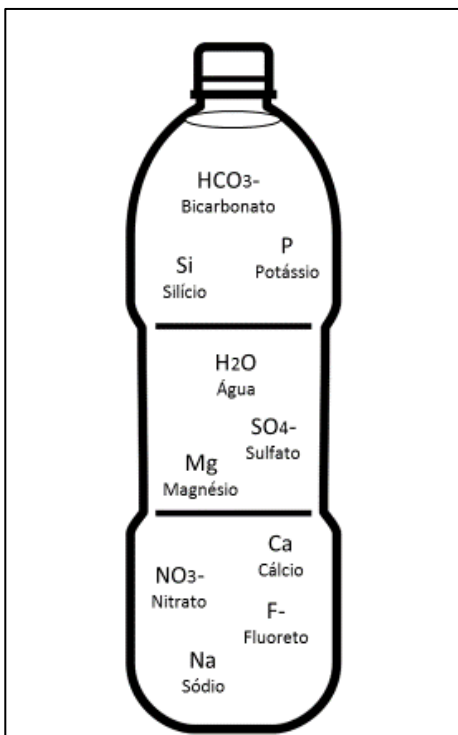 HCO3-
Bicarbonato
P
Potássio
Si
Silício
H2O
Água
SO4-
Sulfato
Mg
Magnésio
Ca
Cálcio
NO3-
Nitrato
F-
Fluoreto
Na
Sódio